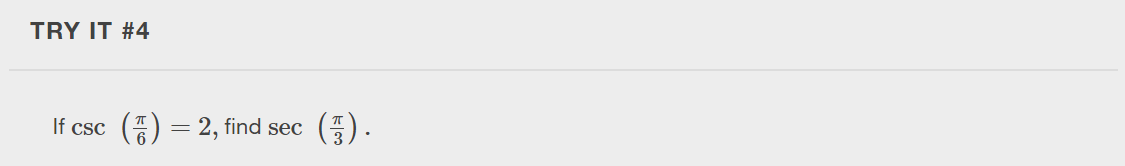 TRY IT #4
If csc (π/6) = 2, find sec (π/3).